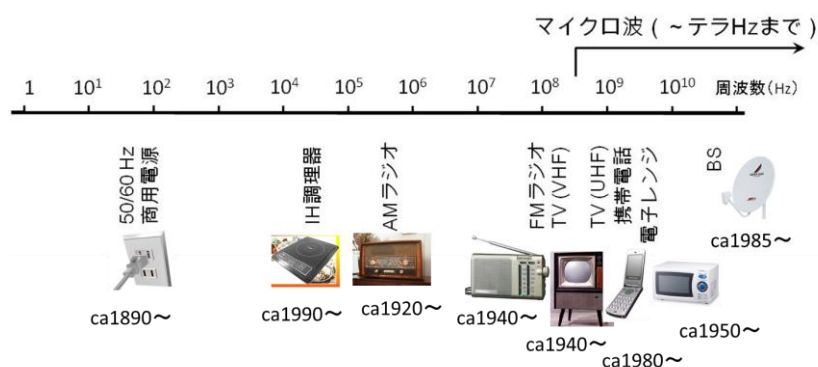 マイクロ波 ( ~ テラHzまで )
1 10¹ 10² 10³ 10⁴ 10⁵ 10⁶ 10⁷ 10⁸ 10⁹ 10¹⁰ 周波数(Hz)
50/60 Hz
商用電源
IH調理器
AMラジオ
FMラジオ
TV(VHF)
TV(UHF)
携帯電話
電子レンジ
BS
ca1890～
ca1990～
ca1920～
ca1940～
ca1940～
ca1980～
ca1950～
ca1985～